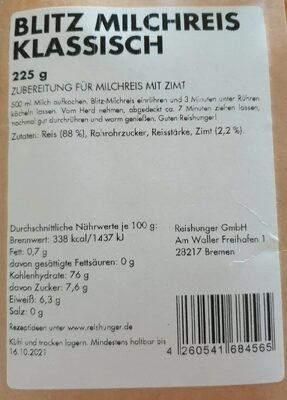 BLITZ MILCHREIS
KLASSISCH
225 g
ZUBEREITUNG FÜR MILCHREIS MIT ZIMT
500 ml Milch aufkochen. Blitz-Milchreis einrühren und 3 Minuten unter Rühren
köcheln lassen. Vom Herd nehmen, abgedeckt ca. 7 Minuten ziehen lassen,
nochmal gut durchrühren und warm genießen. Guten Reishunger!
Zutaten: Reis (88 %), Rohrohrzucker, Reisstärke, Zimt (2,2 %).
Durchschnittliche Nährwerte je 100 g:
Brennwert: 338 kcal/1437 kJ
Fett: 0,7 g
davon gesättigte Fettsäuren: 0 g
Kohlenhydrate: 76 g
davon Zucker: 7,6 g
Eiweiß: 6,3 g
Salz: 0 g
Rezeptideen unter www.reishunger.de
Kühl und trocken lagern. Mindestens haltbar bis
16.10.2021
Reishunger GmbH
Am Waller Freihafen 1
28217 Bremen
4 260541 684565